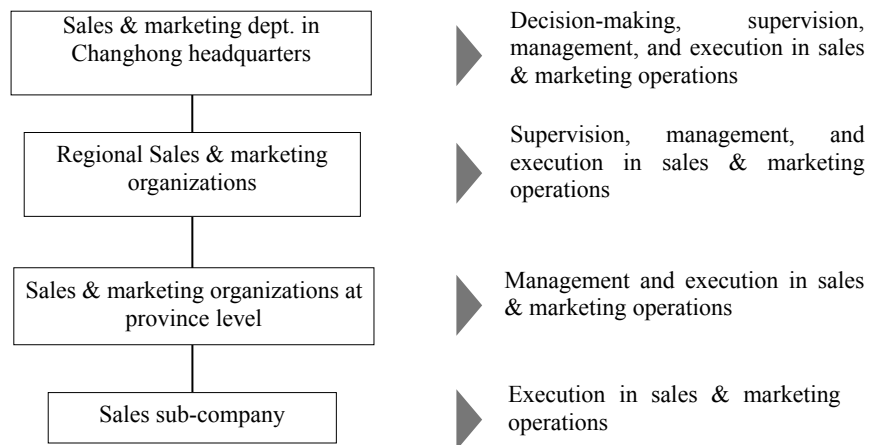 Sales & marketing dept. in
Changhong headquarters
Decision-making, supervision,
management, and execution in sales
& marketing operations
Regional Sales & marketing
organizations
Supervision, management, and
execution in sales & marketing
operations
Sales & marketing organizations at
province level
Management and execution in sales
& marketing operations
Sales sub-company
Execution in sales & marketing
operations